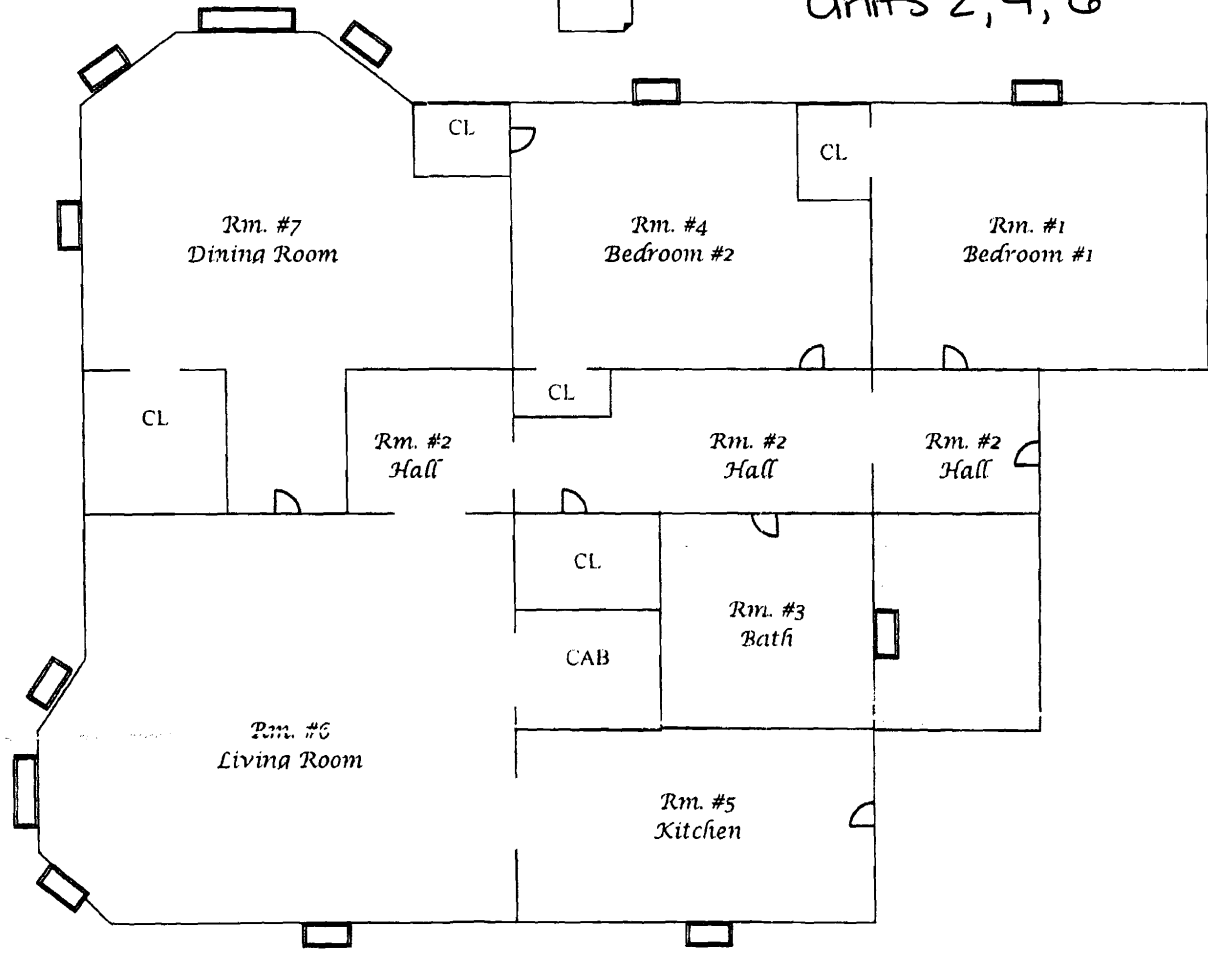 Units 2, 4, 6
CL
CL
Rm. #7
Dining Room
Rm. #4
Bedroom #2
Rm. #1
Bedroom #1
CL
CL
Rm. #2
Hall
Rm. #2
Hall
Rm. #2
Hall
CL
Rm. #3
Bath
CAB
Rm. #6
Living Room
Rm. #5
Kitchen